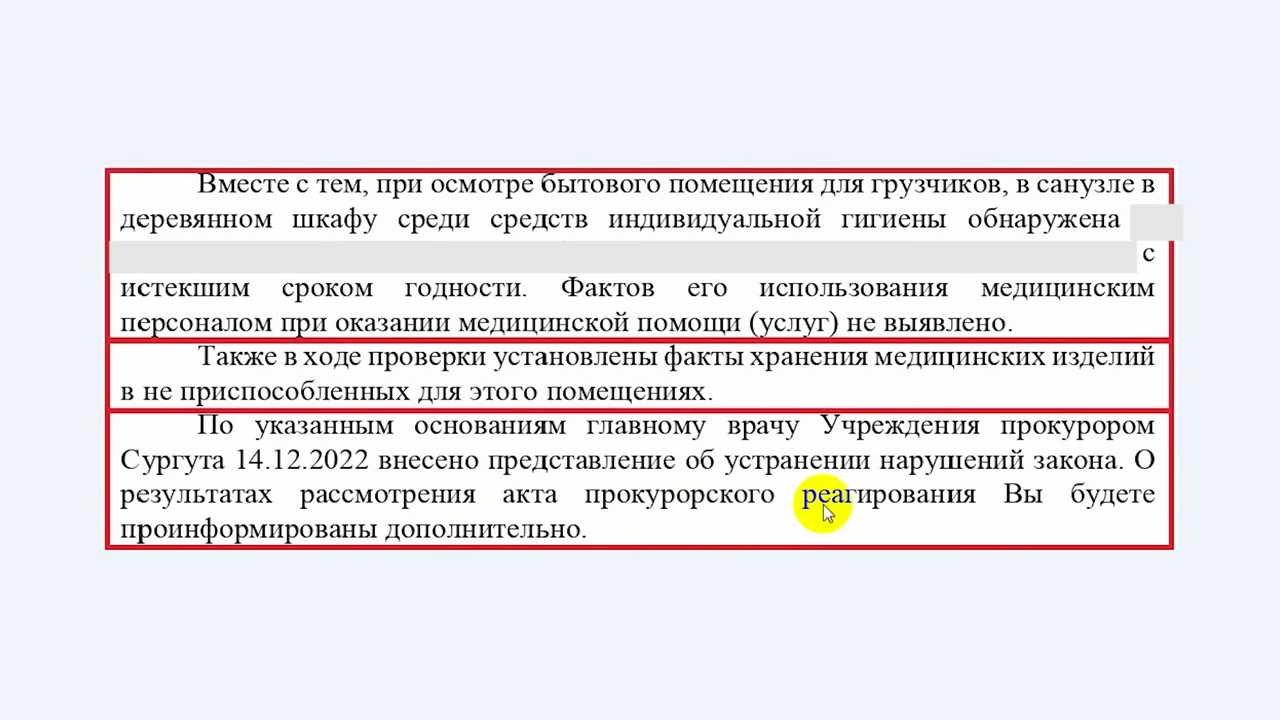 Вместе с тем, при осмотре бытового помещения для грузчиков, в санузле в
деревянном шкафу среди средств индивидуальной гигиены обнаружена
с
истекшим сроком годности. Фактов его использования медицинским
персоналом при оказании медицинской помощи (услуг) не выявлено.
Также в ходе проверки установлены факты хранения медицинских изделий
в не приспособленных для этого помещениях.
По указанным основаниям главному врачу Учреждения прокурором
Сургута 14.12.2022 внесено представление об устранении нарушений закона. О
результатах рассмотрения акта прокурорского реагирования Вы будете
проинформированы дополнительно.